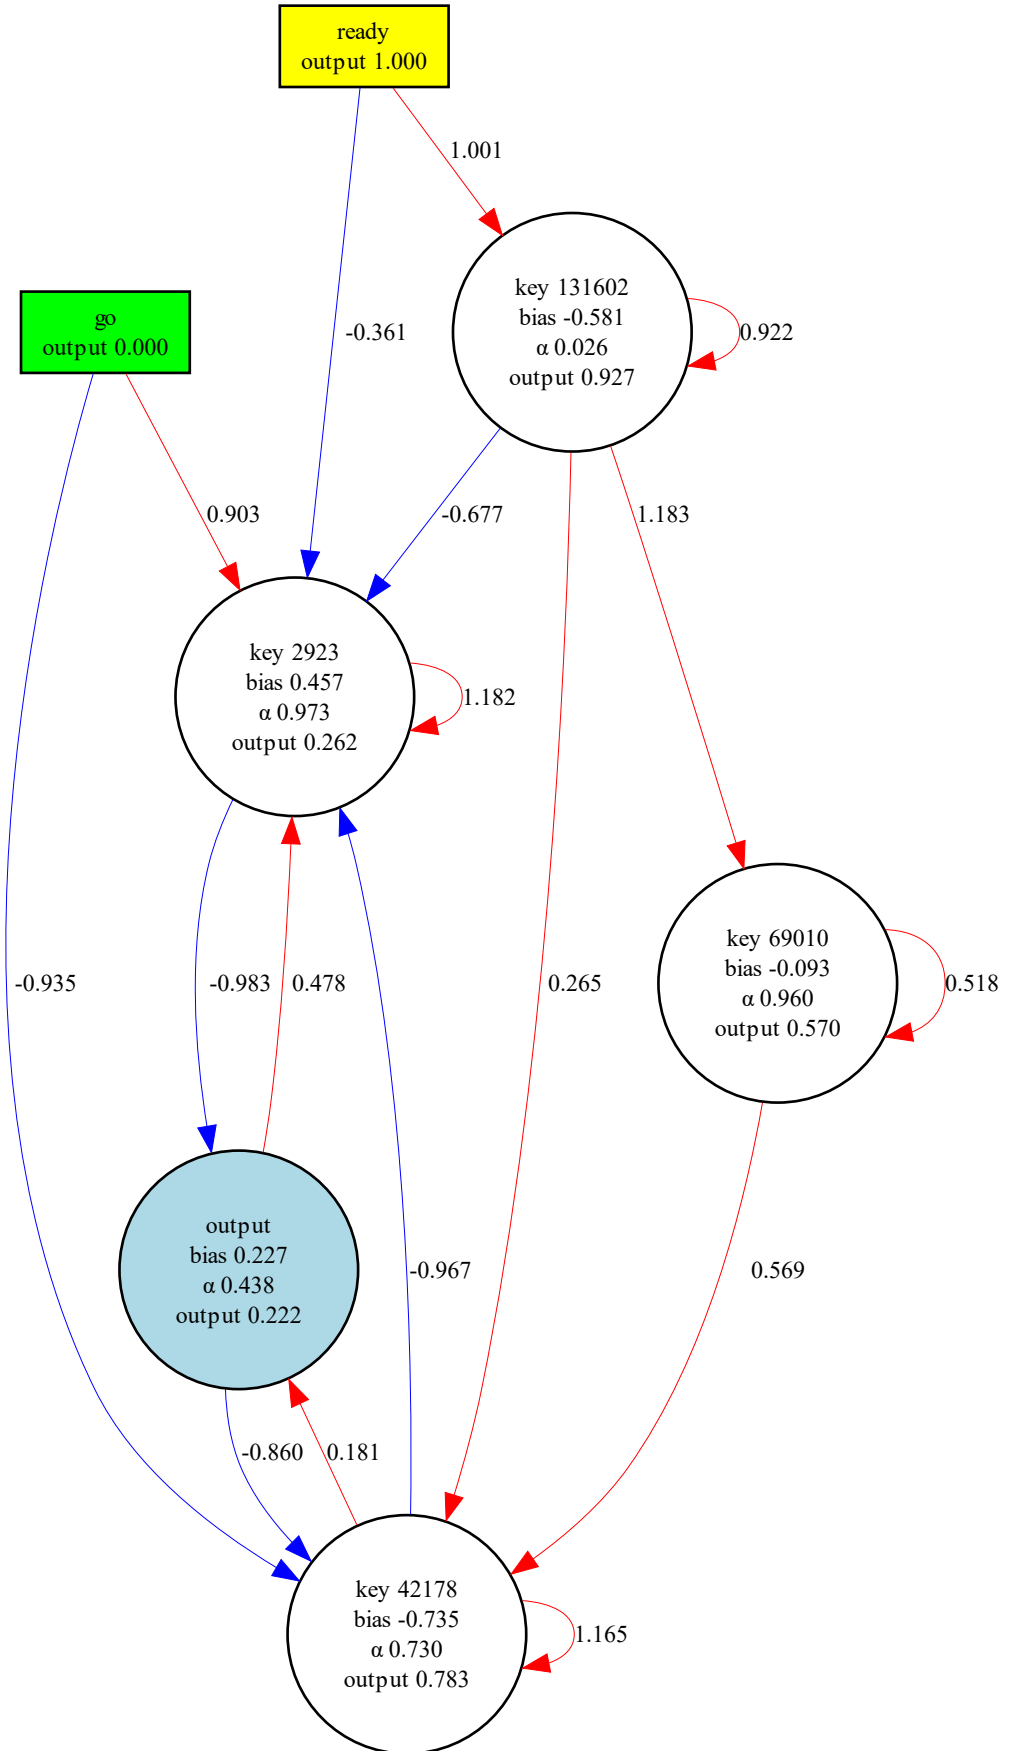 ready
output 1.000
1.001
go
output 0.000
-0.361
key 131602
bias -0.581
α 0.026
output 0.927
0.922
0.903
-0.677
1.183
key 2923
bias 0.457
α 0.973
output 0.262
1.182
-0.935
-0.983
0.478
0.265
key 69010
bias -0.093
α 0.960
output 0.570
0.518
output
bias 0.227
α 0.438
output 0.222
-0.967
0.569
-0.860
0.181
key 42178
bias -0.735
α 0.730
output 0.783
1.165